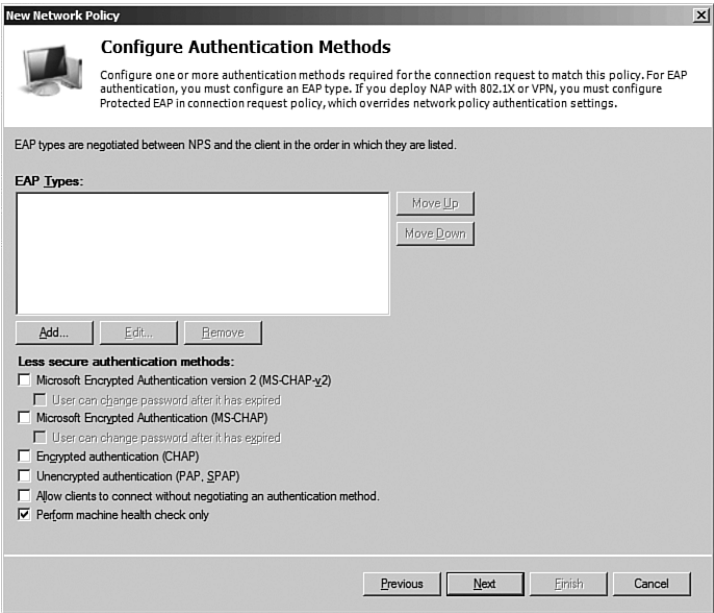 New Network Policy
Configure Authentication Methods
Configure one or more authentication methods required for the connection request to match this policy. For EAP
authentication, you must configure an EAP type. If you deploy NAP with 802.1X or VPN, you must configure
Protected EAP in connection request policy, which overrides network policy authentication settings.
EAP types are negotiated between NPS and the client in the order in which they are listed.
EAP Types:
Move Up
Move Down
Add...
Edit...
Remove
Less secure authentication methods:
Microsoft Encrypted Authentication version 2 (MS-CHAP-v2)
User can change password after it has expired
Microsoft Encrypted Authentication (MS-CHAP)
User can change password after it has expired
Encrypted authentication (CHAP)
Unencrypted authentication (PAP, SPAP)
Allow clients to connect without negotiating an authentication method.
Perform machine health check only
Previous
Next
Finish
Cancel